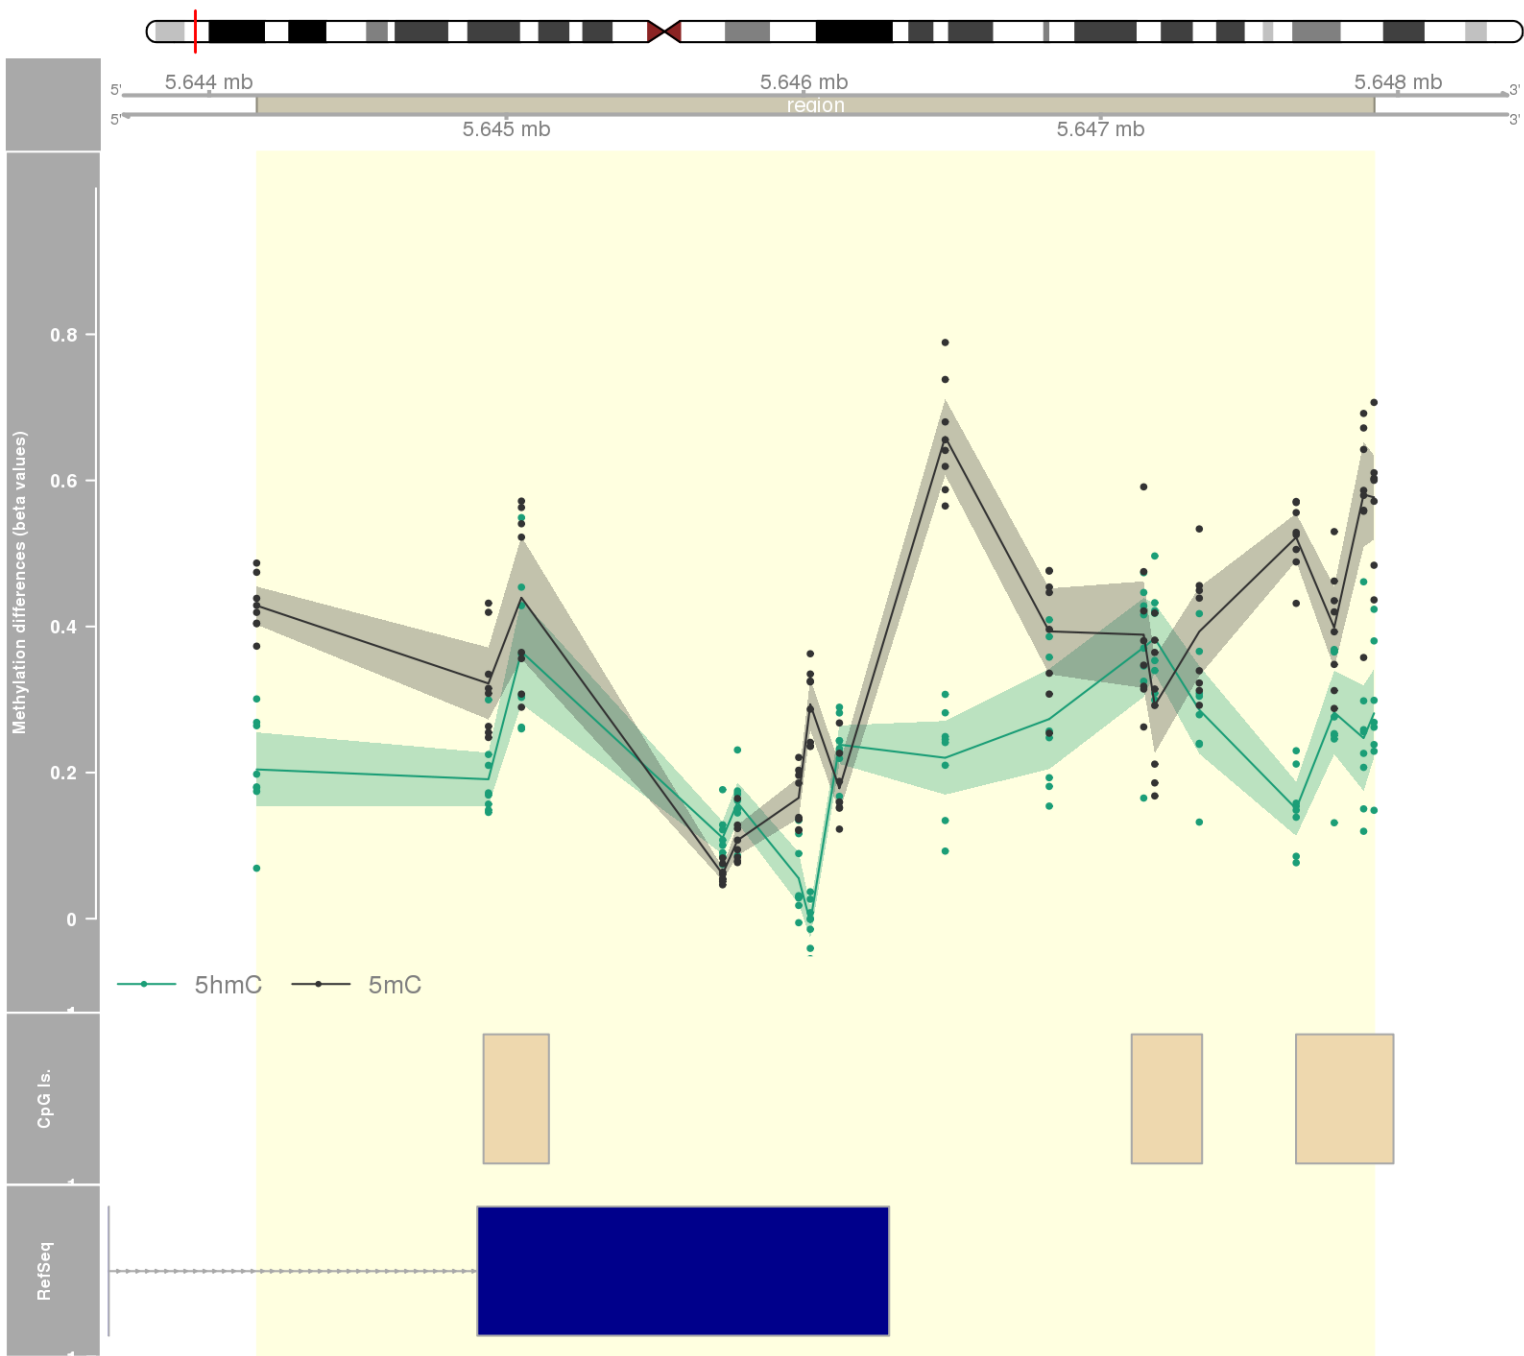 5.644 mb 5.646 mb 5.648 mb
5' 3'
region
5' 3'
5.645 mb 5.647 mb
Methylation differences (beta values)
0.8
0.6
0.4
0.2
0
5hmC 5mC
CpG Is.
RefSeq